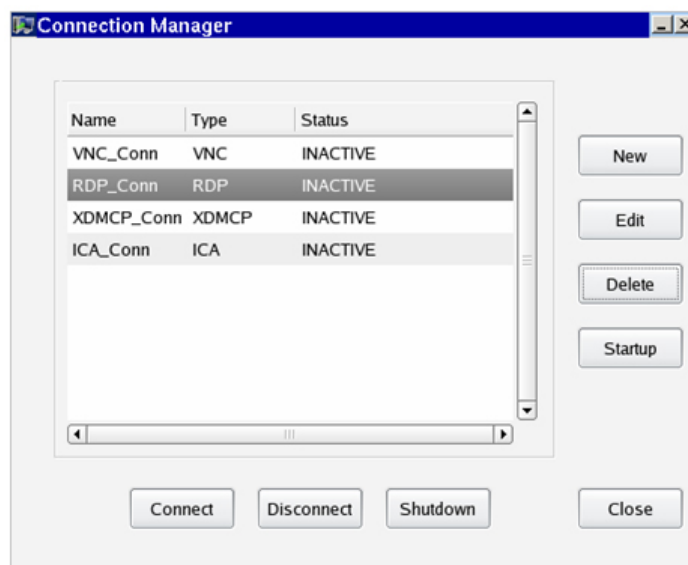 Connection Manager
Name Type Status
VNC_Conn VNC INACTIVE
RDP_Conn RDP INACTIVE
XDMCP_Conn XDMCP INACTIVE
ICA_Conn ICA INACTIVE
New
Edit
Delete
Startup
Connect Disconnect Shutdown Close